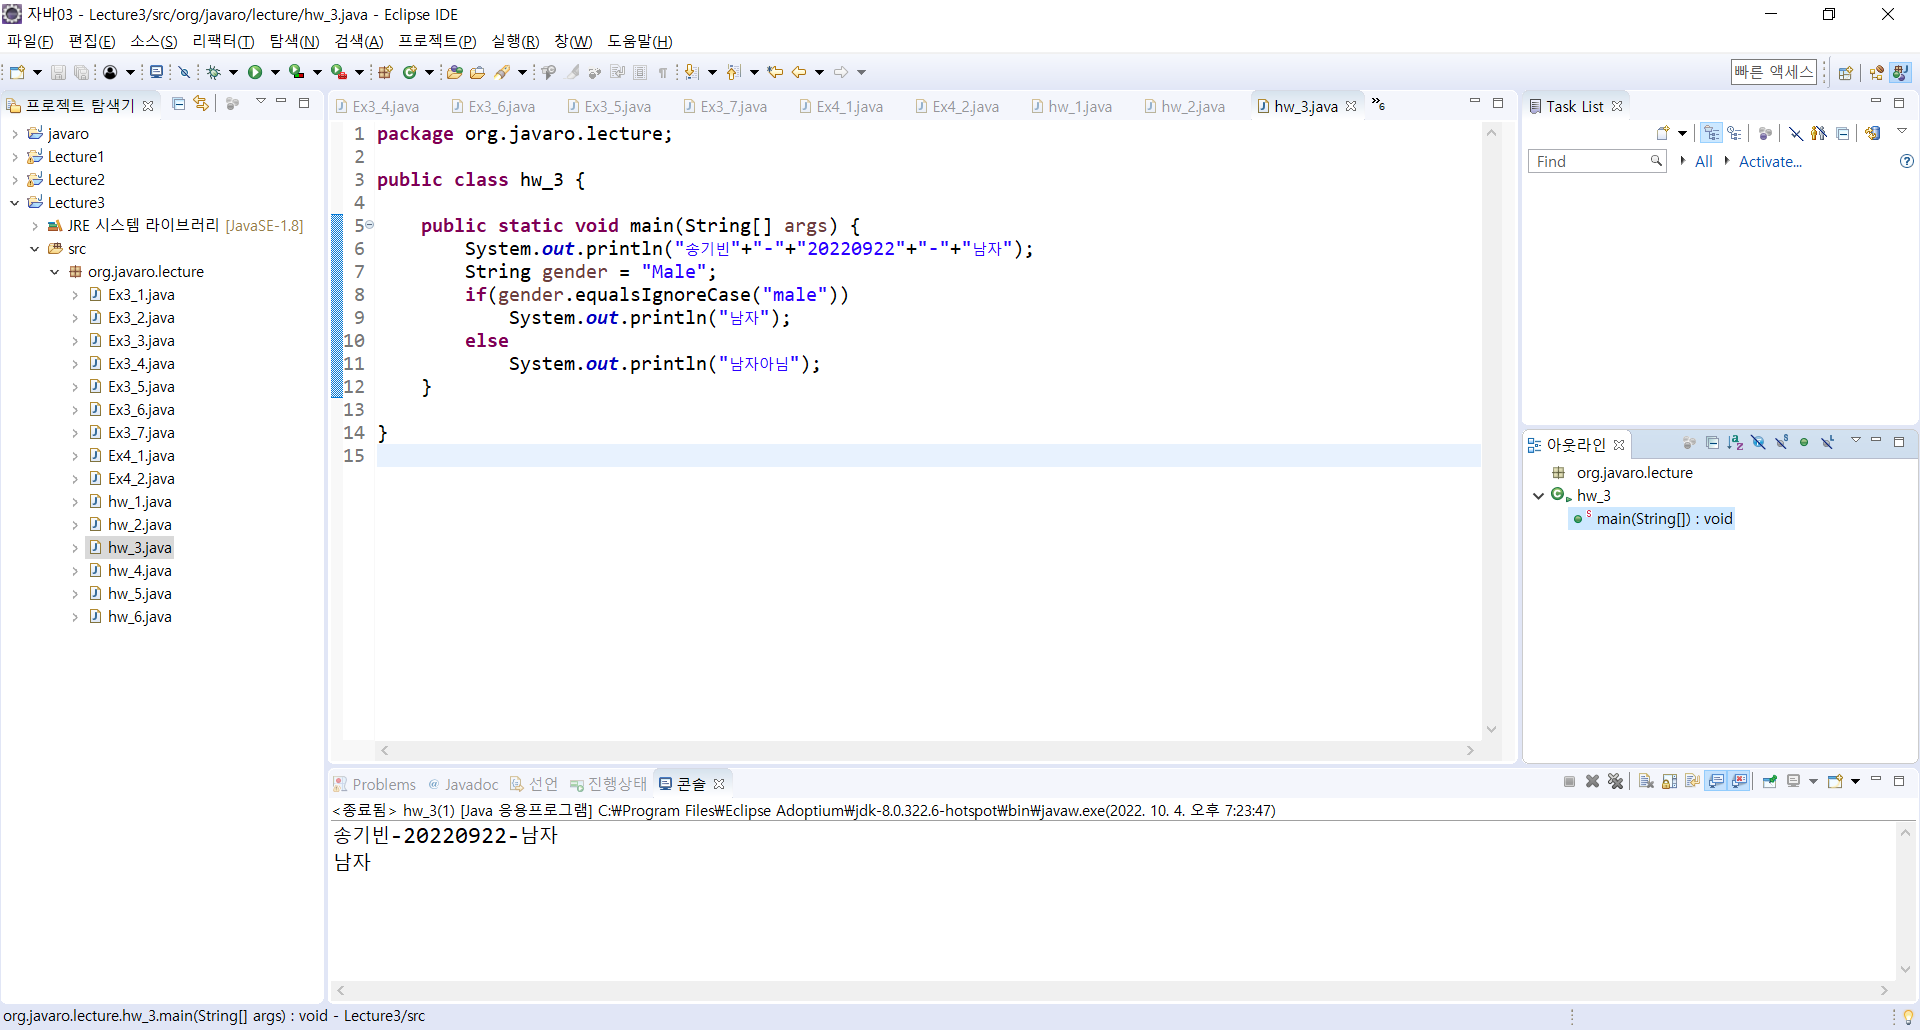 자바03 - Lecture3/src/org/javaro/lecture/hw_3.java - Eclipse IDE
파일(F) 편집(E) 소스(S) 리팩터(T) 탐색(N) 검색(A) 프로젝트(P) 실행(R) 창(W) 도움말(H)
빠른 액세스
프로젝트 탐색기
javaro
Lecture1
Lecture2
Lecture3
JRE 시스템 라이브러리 [JavaSE-1.8]
src
org.javaro.lecture
Ex3_1.java
Ex3_2.java
Ex3_3.java
Ex3_4.java
Ex3_5.java
Ex3_6.java
Ex3_7.java
Ex4_1.java
Ex4_2.java
hw_1.java
hw_2.java
hw_3.java
hw_4.java
hw_5.java
hw_6.java
Ex3_4.java Ex3_6.java Ex3_5.java Ex3_7.java Ex4_1.java Ex4_2.java hw_1.java hw_2.java hw_3.java »6
1 package org.javaro.lecture;
2
3 public class hw_3 {
4
5 public static void main(String[] args) {
6 System.out.println("송기빈"+"-"+"20220922"+"-"+"남자");
7 String gender = "Male";
8 if(gender.equalsIgnoreCase("male"))
9 System.out.println("남자");
10 else
11 System.out.println("남자아님");
12 }
13
14 }
15
Task List
Find All Activate...
아웃라인
org.javaro.lecture
hw_3
main(String[]) : void
Problems @ Javadoc 선언 진행상태 콘솔
<종료됨> hw_3(1) [Java 응용프로그램] C:₩Program Files₩Eclipse Adoptium₩jdk-8.0.322.6-hotspot₩bin₩javaw.exe(2022. 10. 4. 오후 7:23:47)
송기빈-20220922-남자
남자
org.javaro.lecture.hw_3.main(String[] args) : void - Lecture3/src